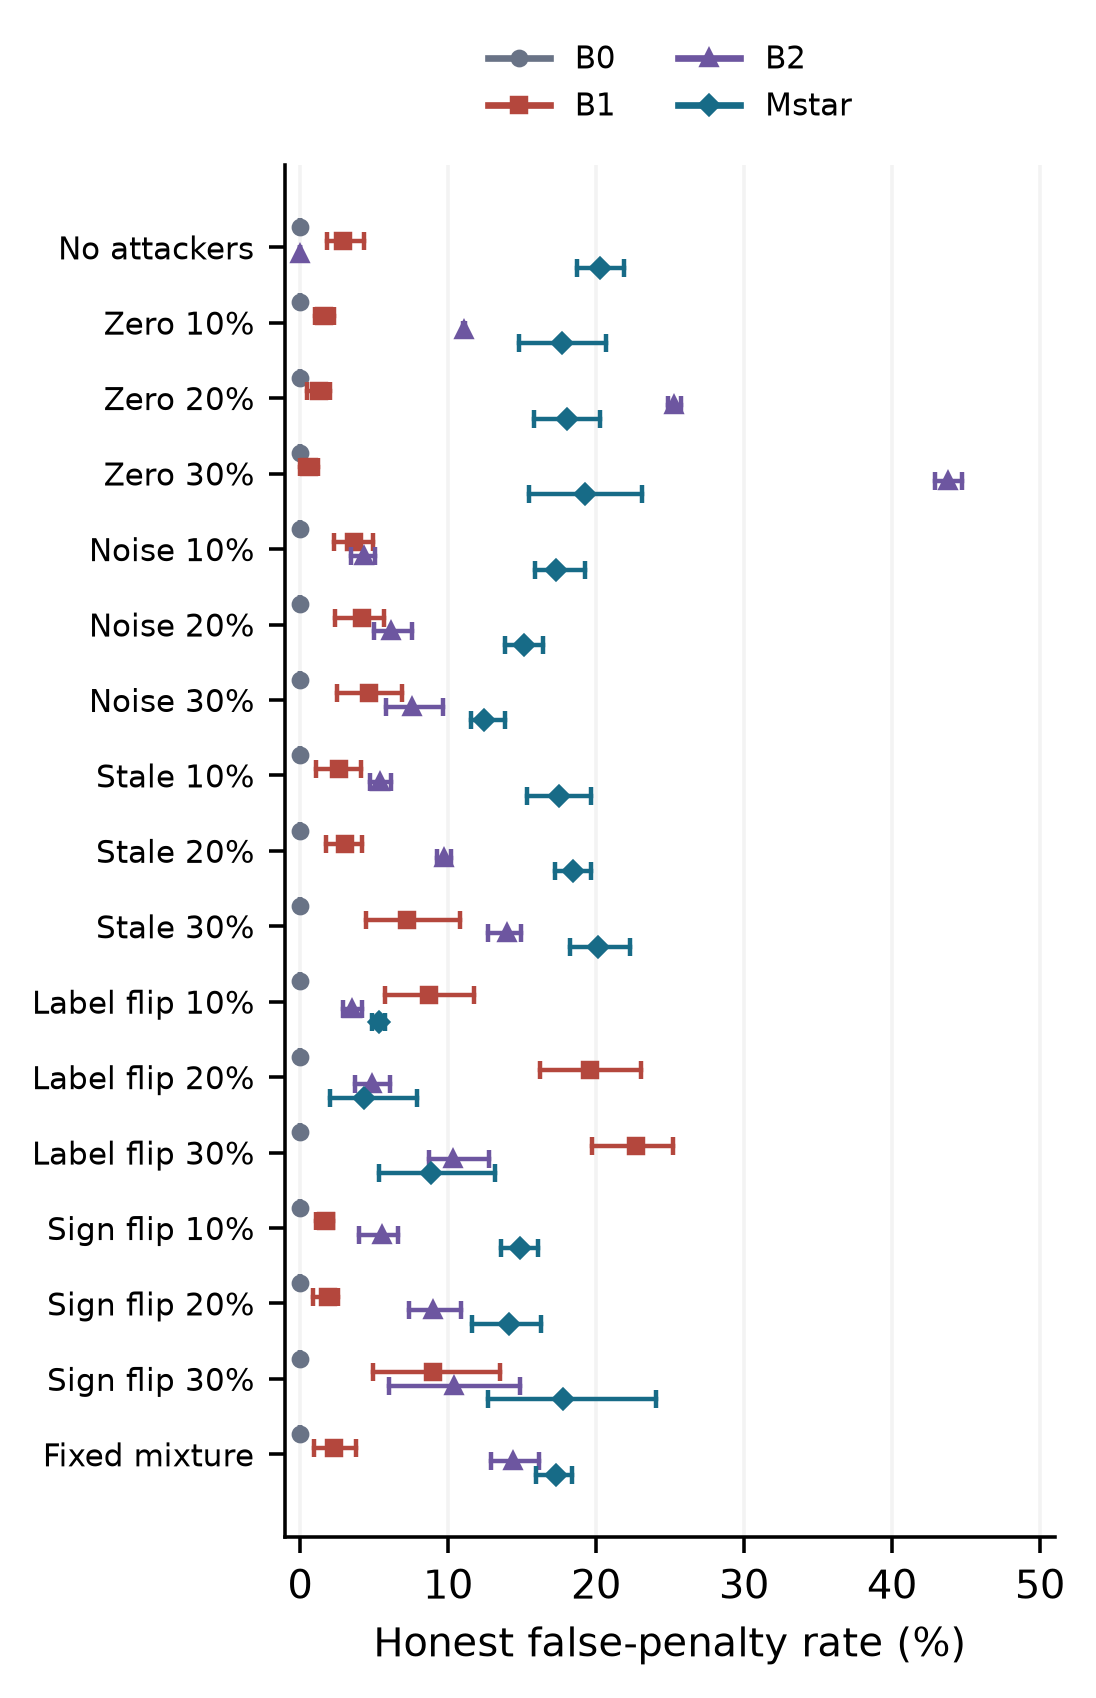 B0
B1
B2
Mstar
No attackers
Zero 10%
Zero 20%
Zero 30%
Noise 10%
Noise 20%
Noise 30%
Stale 10%
Stale 20%
Stale 30%
Label flip 10%
Label flip 20%
Label flip 30%
Sign flip 10%
Sign flip 20%
Sign flip 30%
Fixed mixture
0 10 20 30 40 50
Honest false-penalty rate (%)